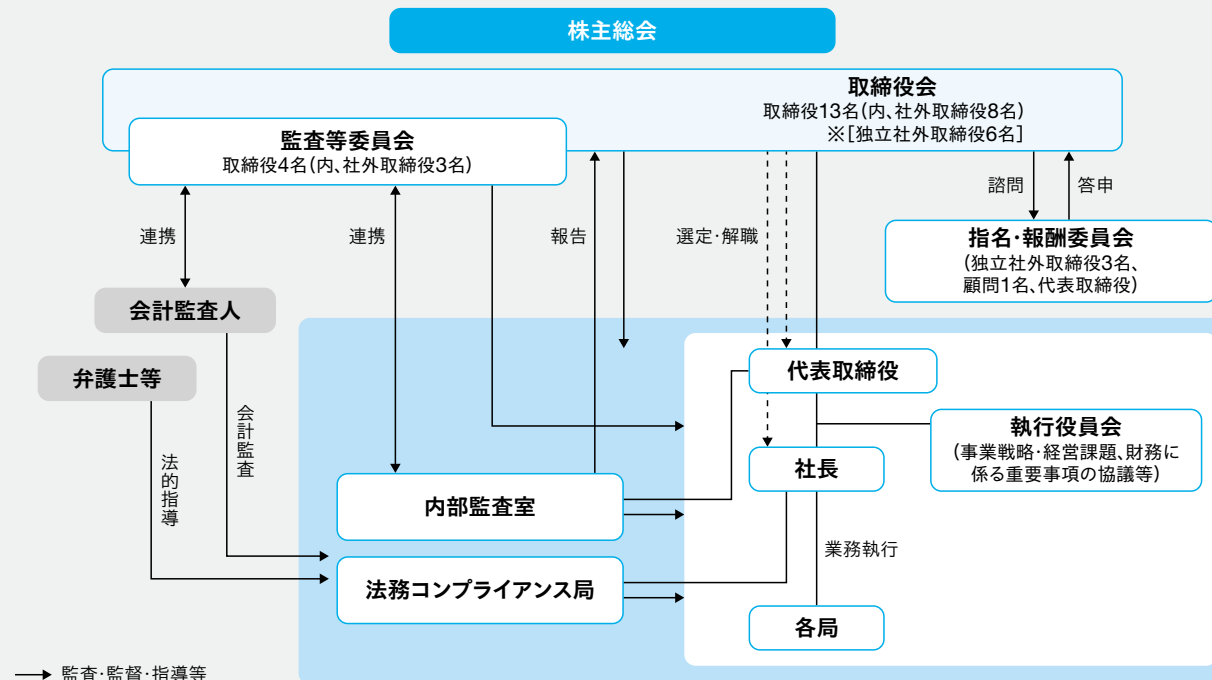 株主総会
取締役会
取締役13名(内、社外取締役8名)
※[独立社外取締役6名]
監査等委員会
取締役4名(内、社外取締役3名)
連携
連携
報告
選定・解職
諮問
答申
指名・報酬委員会
(独立社外取締役3名、
顧問1名、代表取締役)
会計監査人
弁護士等
会計監査
法的指導
代表取締役
執行役員会
(事業戦略・経営課題、財務に
係る重要事項の協議等)
社長
内部監査室
業務執行
法務コンプライアンス局
各局
監査・監督・指導等